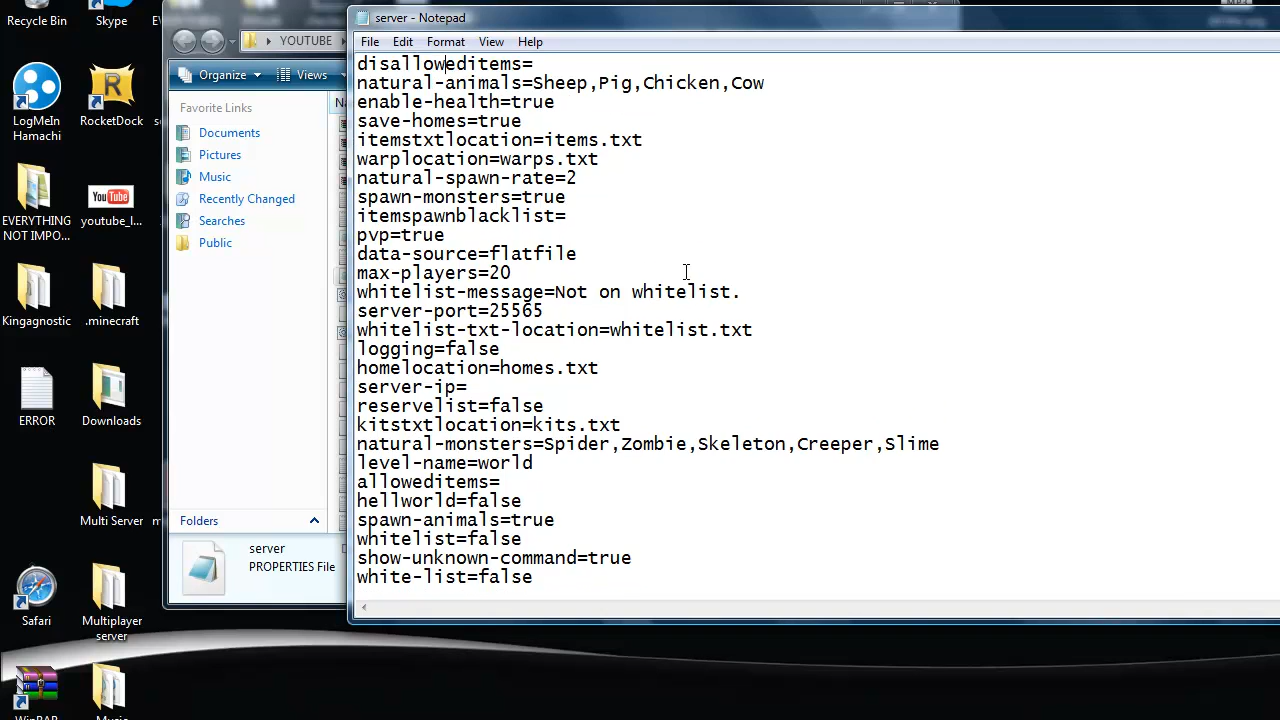 Recycle Bin
Skype
LogMeIn
Hamachi
RocketDock
EVERYTHING
NOT IMPO...
You Tube
youtube_l...
Kingagnostic
.minecraft
ERROR
Downloads
Multi Server
Safari
Multiplayer
server
WinRAR
Music
YOUTUBE
Organize
Views
Favorite Links
Documents
Pictures
Music
Recently Changed
Searches
Public
Folders
server
PROPERTIES File
server - Notepad
File Edit Format View Help
disalloweditems=
natural-animals=Sheep,Pig,Chicken,Cow
enable-health=true
save-homes=true
itemstxtlocation=items.txt
warplocation=warps.txt
natural-spawn-rate=2
spawn-monsters=true
itemspawnblacklist=
pvp=true
data-source=flatfile
max-players=20
whitelist-message=Not on whitelist.
server-port=25565
whitelist-txt-location=whitelist.txt
logging=false
homelocation=homes.txt
server-ip=
reservelist=false
kitstxtlocation=kits.txt
natural-monsters=Spider,Zombie,Skeleton,Creeper,Slime
level-name=world
alloweditems=
hellworld=false
spawn-animals=true
whitelist=false
show-unknown-command=true
white-list=false